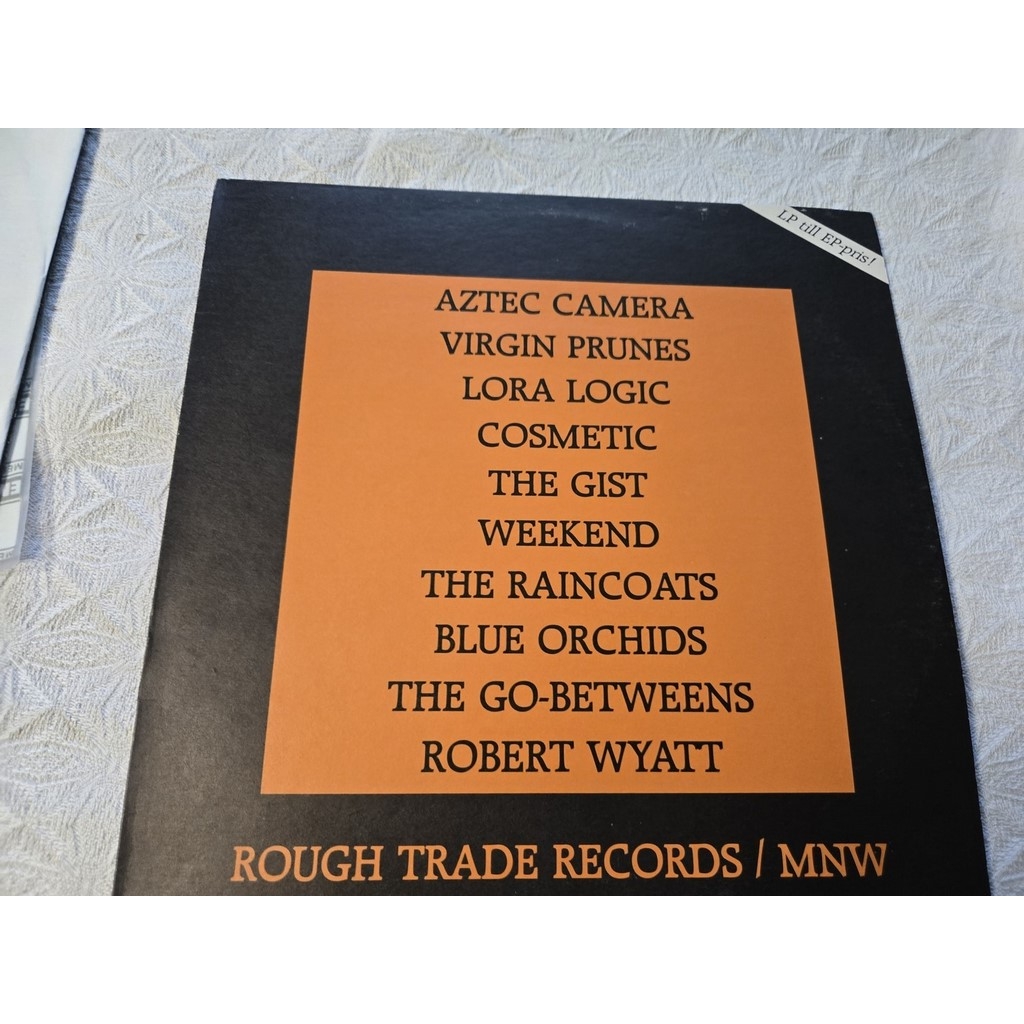 LP till EP-pris!
AZTEC CAMERA
VIRGIN PRUNES
LORA LOGIC
COSMETIC
THE GIST
WEEKEND
THE RAINCOATS
BLUE ORCHIDS
THE GO-BETWEENS
ROBERT WYATT
ROUGH TRADE RECORDS / MNW